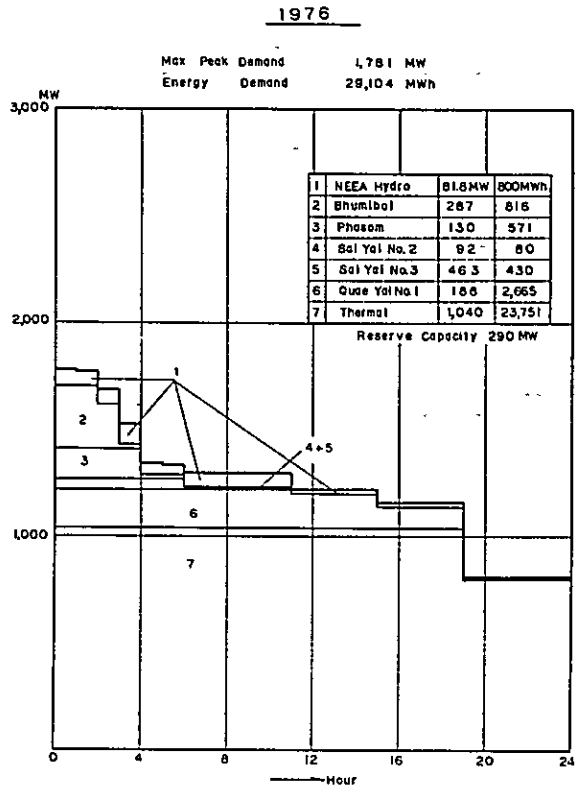 1976
Max Peak Demand 1,781 MW
Energy Demand 29,104 MWh
MW
3,000
1 NEEA Hydro 81.8MW 800MWh
2 Bhumibol 287 816
3 Phasom 130 571
4 Sai Yai No.2 92 80
5 Sai Yai No.3 463 430
6 Quae Yai No.1 188 2,665
7 Thermal 1,040 23,751
2,000
Reserve Capacity 290 MW
1
2
4+5
3
6
1,000
7
0 4 8 12 16 20 24
Hour